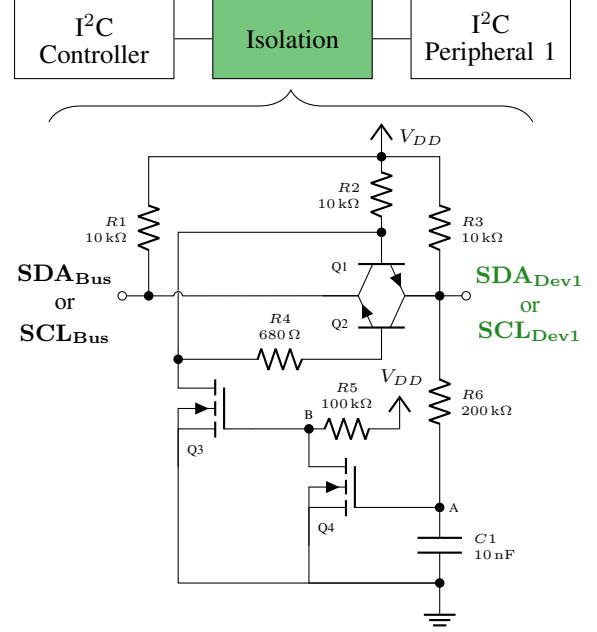 I²C
Controller
Isolation
I²C
Peripheral 1
V_DD
R2
10 kΩ
R1
10 kΩ
R3
10 kΩ
Q1
SDA_Bus
or
SCL_Bus
SDA_Dev1
or
SCL_Dev1
Q2
R4
680 Ω
V_DD
R5
100 kΩ
R6
200 kΩ
B
Q3
A
Q4
C1
10 nF